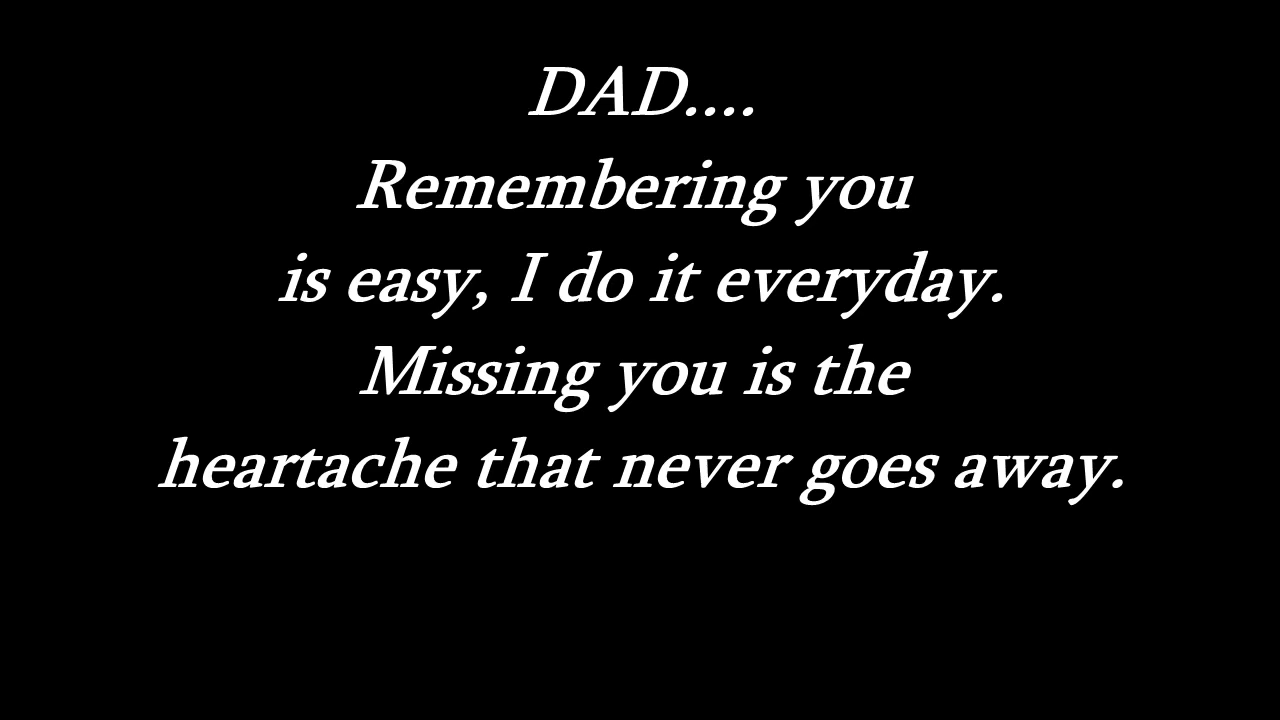 DAD....
Remembering you
is easy, I do it everyday.
Missing you is the
heartache that never goes away.